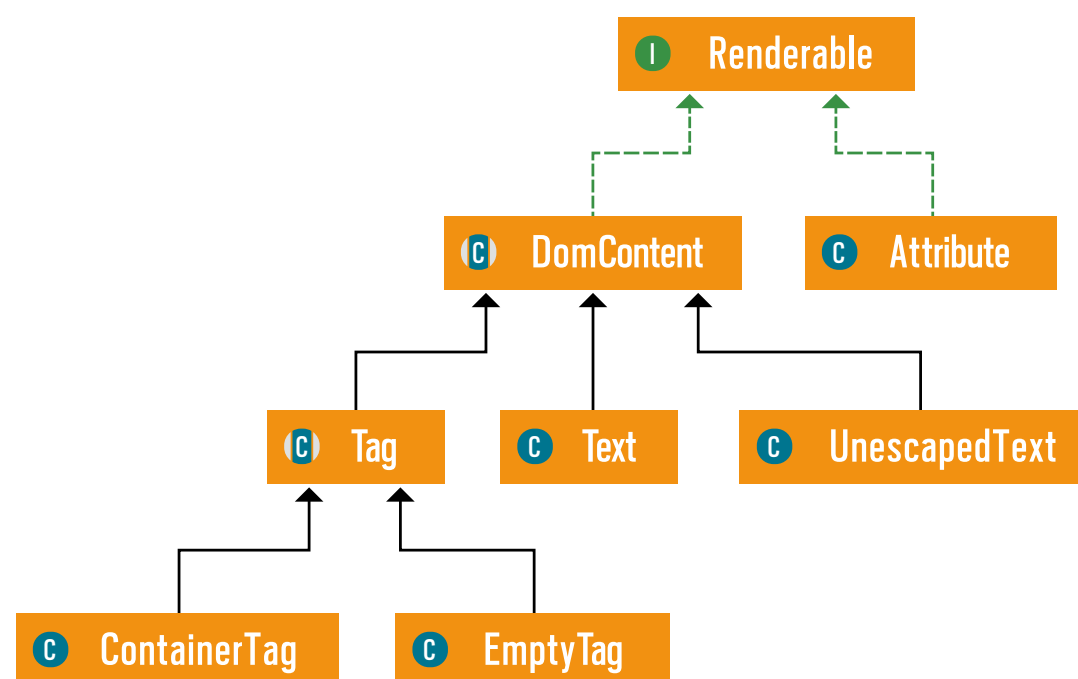 I Renderable
C DomContent
C Attribute
C Tag
C Text
C UnescapedText
C ContainerTag
C EmptyTag